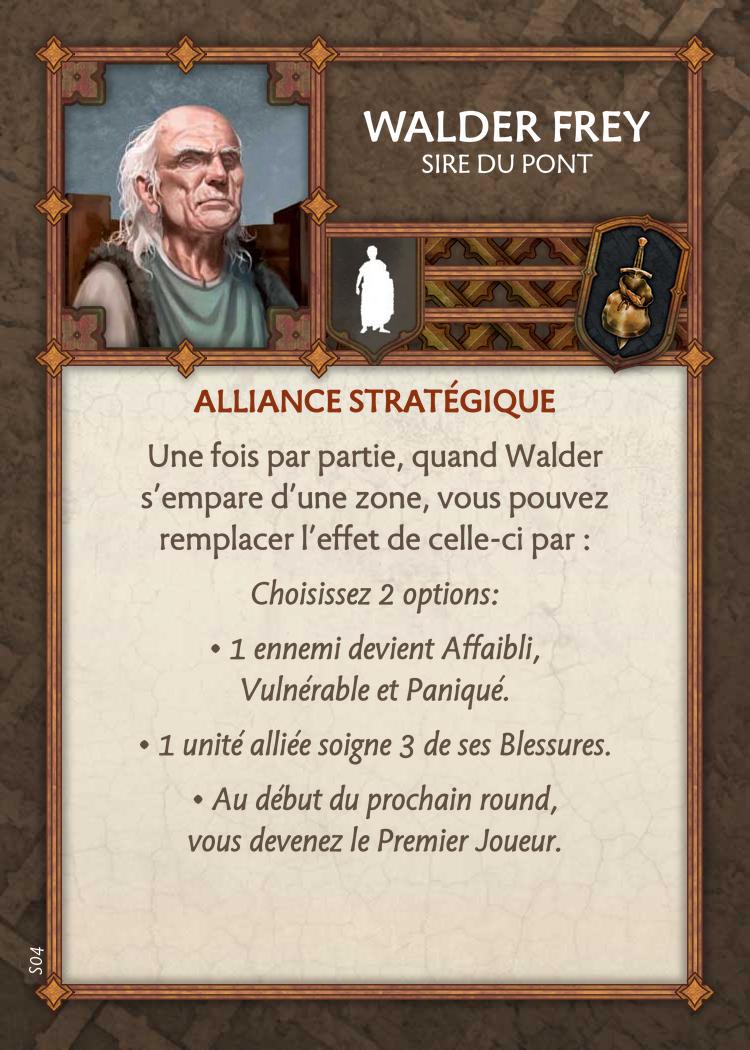 WALDER FREY
SIRE DU PONT
ALLIANCE STRATÉGIQUE
Une fois par partie, quand Walder
s'empare d'une zone, vous pouvez
remplacer l'effet de celle-ci par :
Choisissez 2 options:
• 1 ennemi devient Affaibli,
Vulnérable et Paniqué.
• 1 unité alliée soigne 3 de ses Blessures.
• Au début du prochain round,
vous devenez le Premier Joueur.
S04